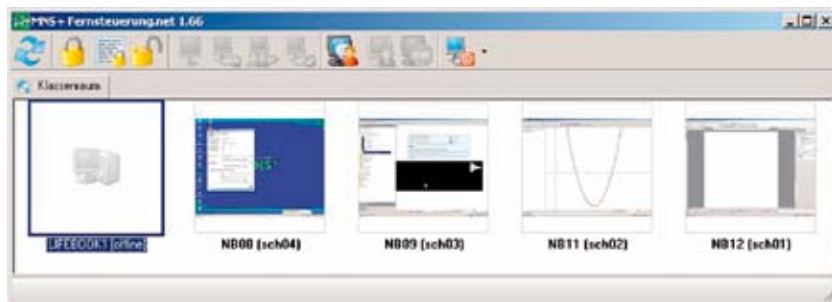 MNS+ Fernsteuerung.net 1.66
Klassenraum
LIFEBOOK1 (offline)
NB08 (sch04)
NB09 (sch03)
NB11 (sch02)
NB12 (sch01)